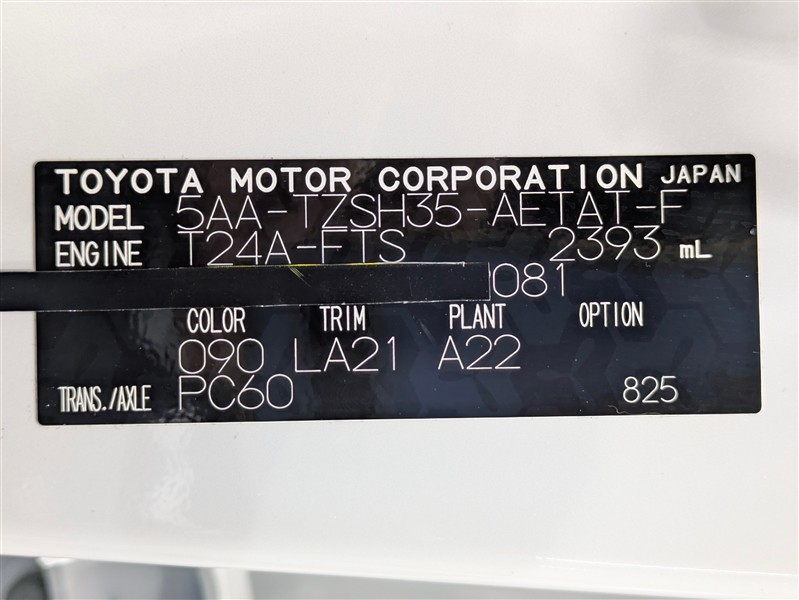 TOYOTA MOTOR CORPORATION JAPAN
MODEL 5AA-TZSH35-AETAT-F
ENGINE T24A-FTS 2393 mL
081
COLOR TRIM PLANT OPTION
090 LA21 A22
TRANS./AXLE PC60 825